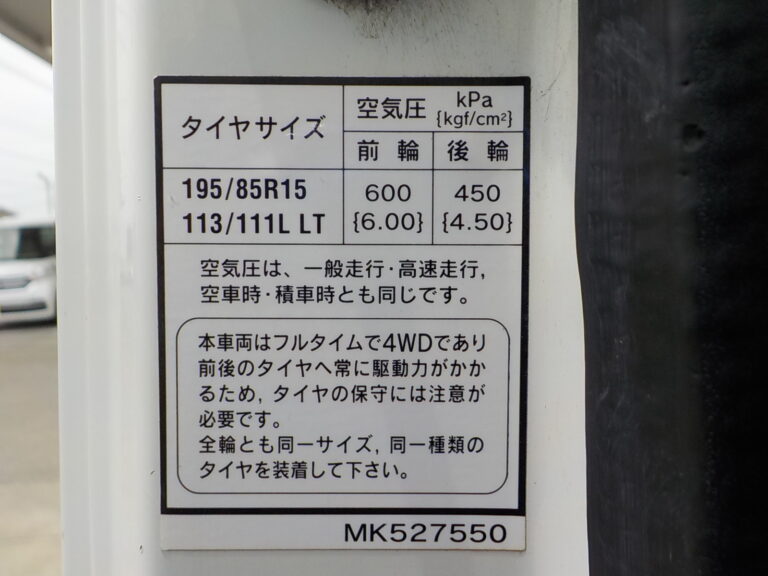 タイヤサイズ
空気圧 kPa {kgf/cm²}
前輪 後輪
195/85R15 600 450
113/111L LT {6.00} {4.50}
空気圧は、一般走行・高速走行,
空車時・積車時とも同じです。
本車両はフルタイムで4WDであり
前後のタイヤへ常に駆動力がかか
るため, タイヤの保守には注意が
必要です。
全輪とも同一サイズ, 同一種類の
タイヤを装着して下さい。
MK527550